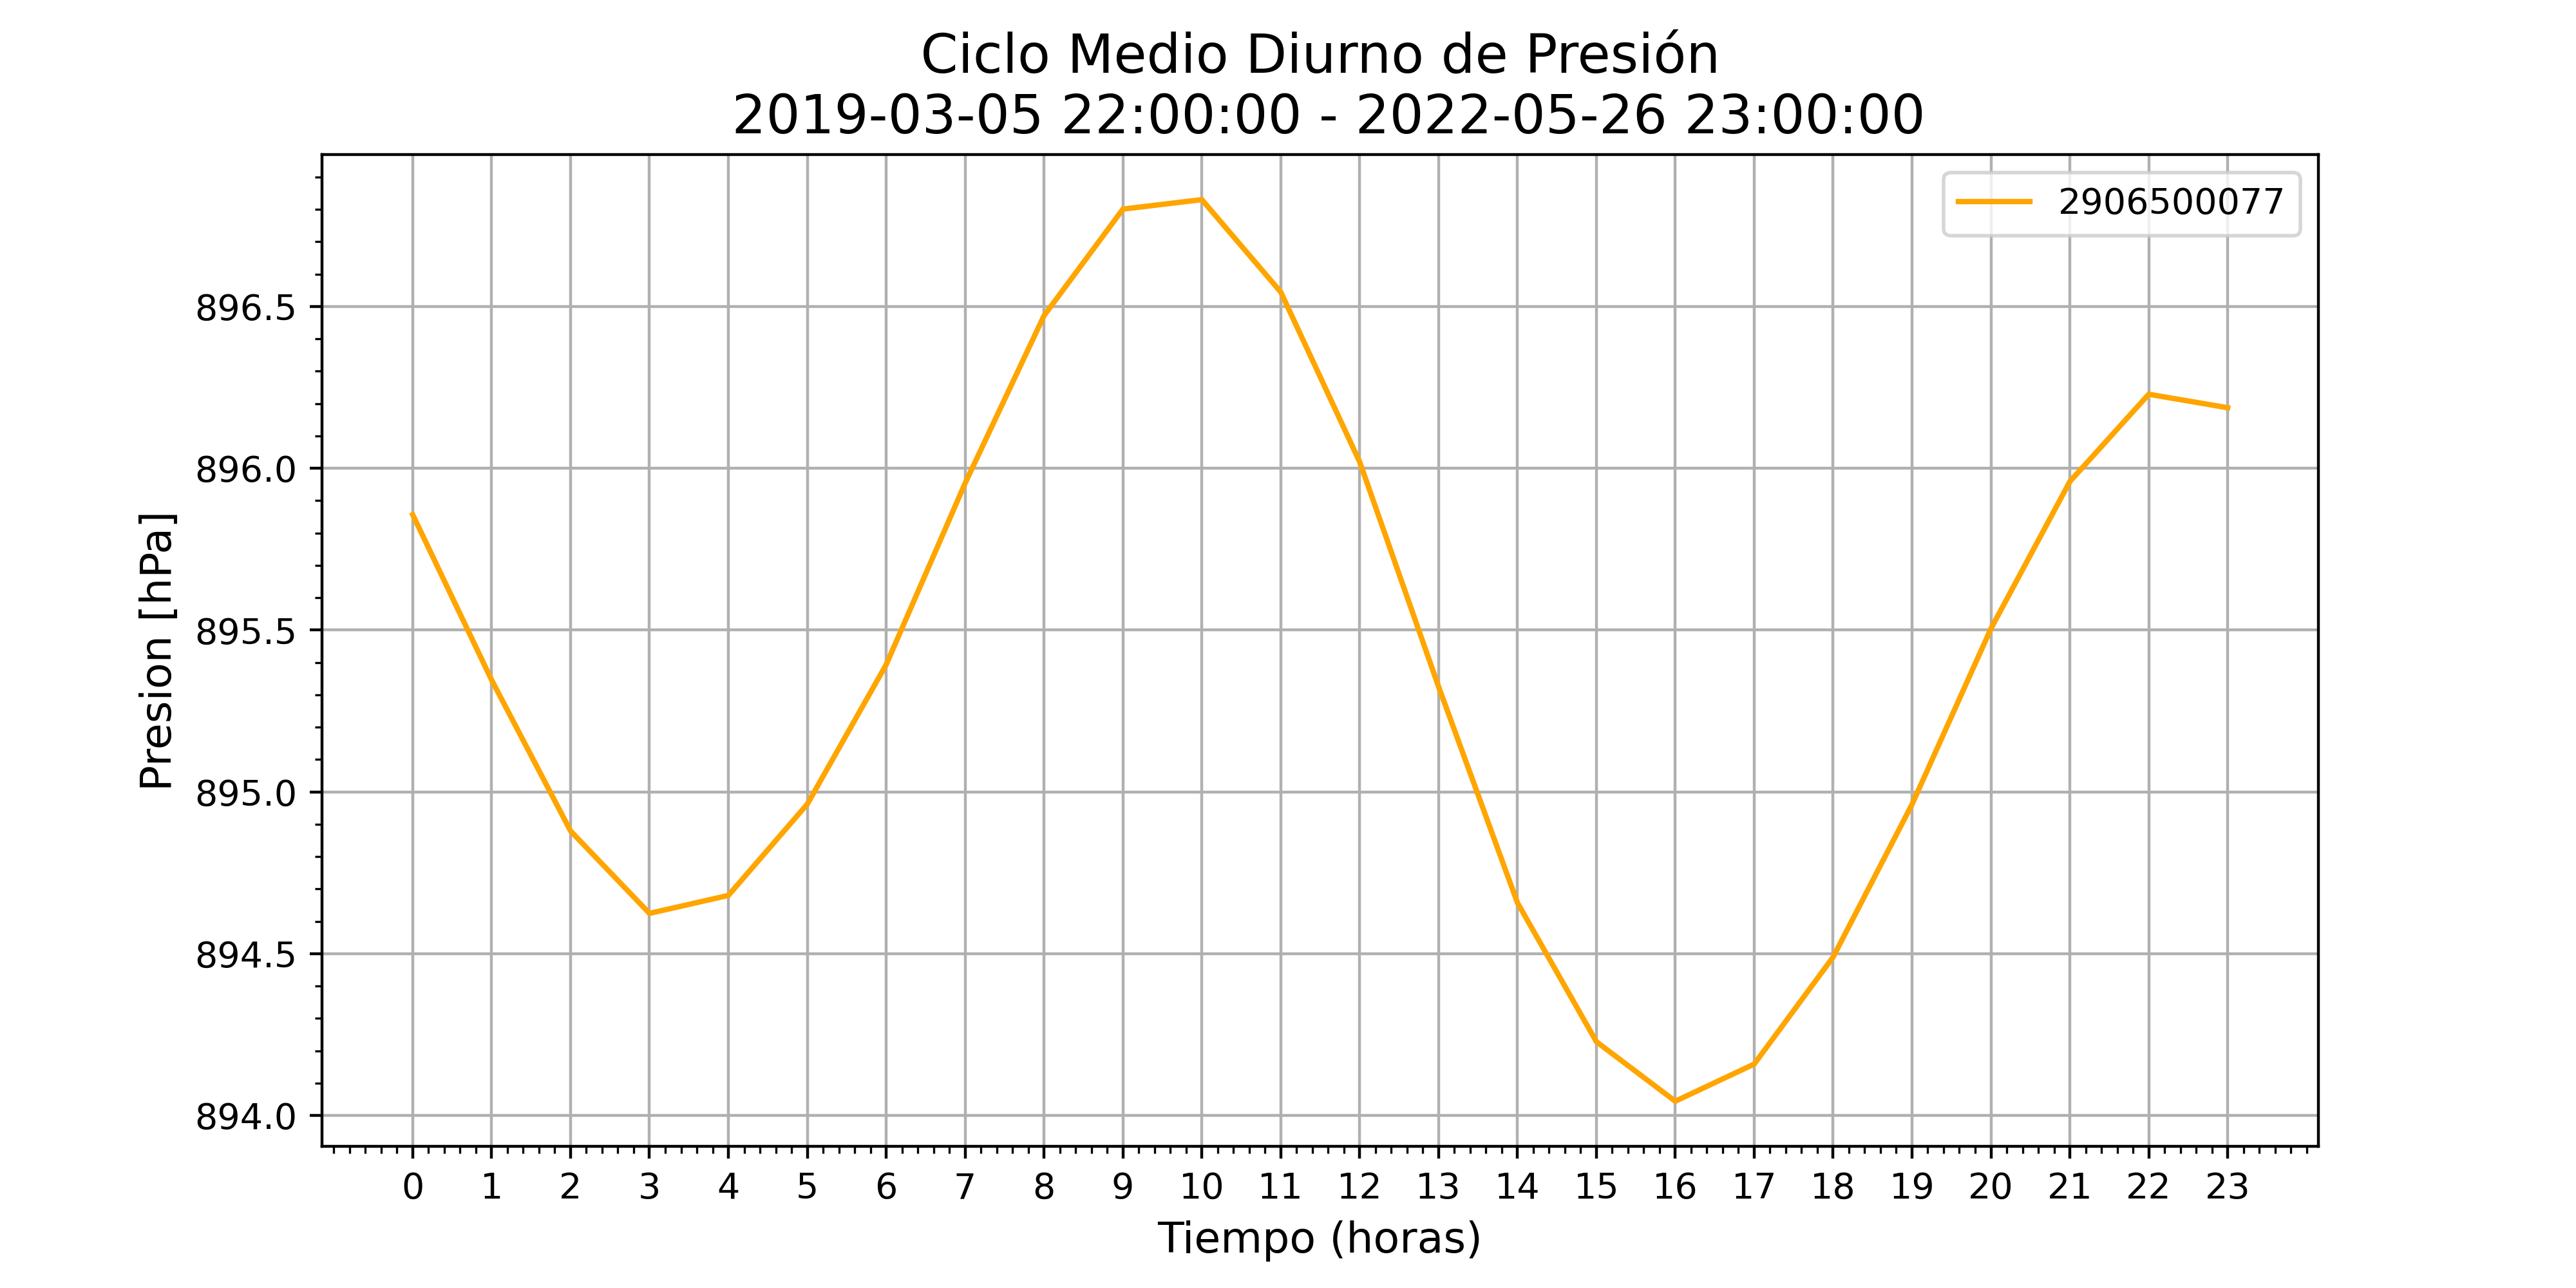 Ciclo Medio Diurno de Presión
2019-03-05 22:00:00 - 2022-05-26 23:00:00
2906500077
896.5
896.0
895.5
895.0
894.5
894.0
Presion [hPa]
0 1 2 3 4 5 6 7 8 9 10 11 12 13 14 15 16 17 18 19 20 21 22 23
Tiempo (horas)